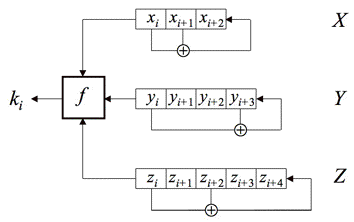 x_i x_{i+1} x_{i+2} X
k_i f y_i y_{i+1} y_{i+2} y_{i+3} Y
z_i z_{i+1} z_{i+2} z_{i+3} z_{i+4} Z